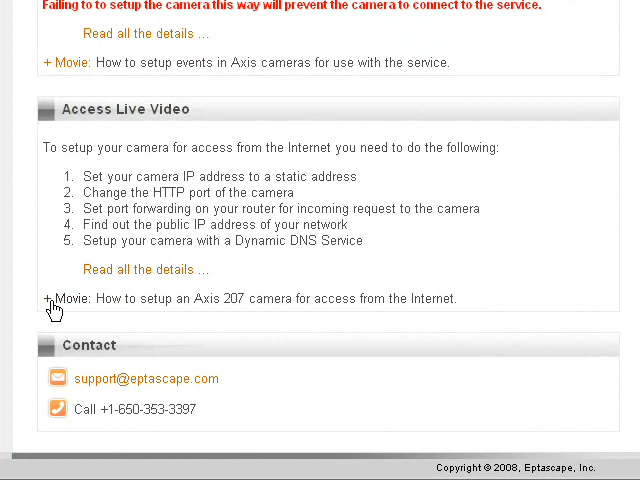 Failing to to setup the camera this way will prevent the camera to connect to the service.
Read all the details ...
+ Movie: How to setup events in Axis cameras for use with the service.
Access Live Video
To setup your camera for access from the Internet you need to do the following:
1. Set your camera IP address to a static address
2. Change the HTTP port of the camera
3. Set port forwarding on your router for incoming request to the camera
4. Find out the public IP address of your network
5. Setup your camera with a Dynamic DNS Service
Read all the details ...
+ Movie: How to setup an Axis 207 camera for access from the Internet.
Contact
support@eptascape.com
Call +1-650-353-3397
Copyright © 2008, Eptascape, Inc.